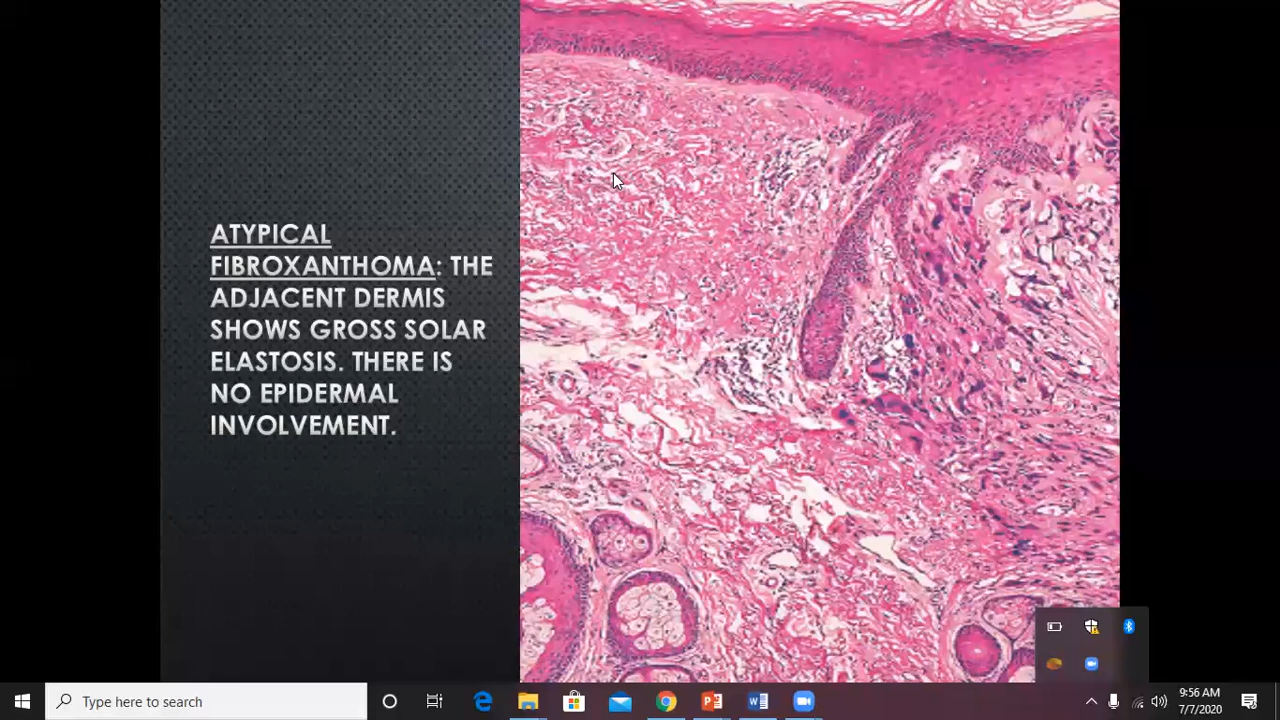 ATYPICAL
FIBROXANTHOMA: THE
ADJACENT DERMIS
SHOWS GROSS SOLAR
ELASTOSIS. THERE IS
NO EPIDERMAL
INVOLVEMENT.
Type here to search
9:56 AM
7/7/2020